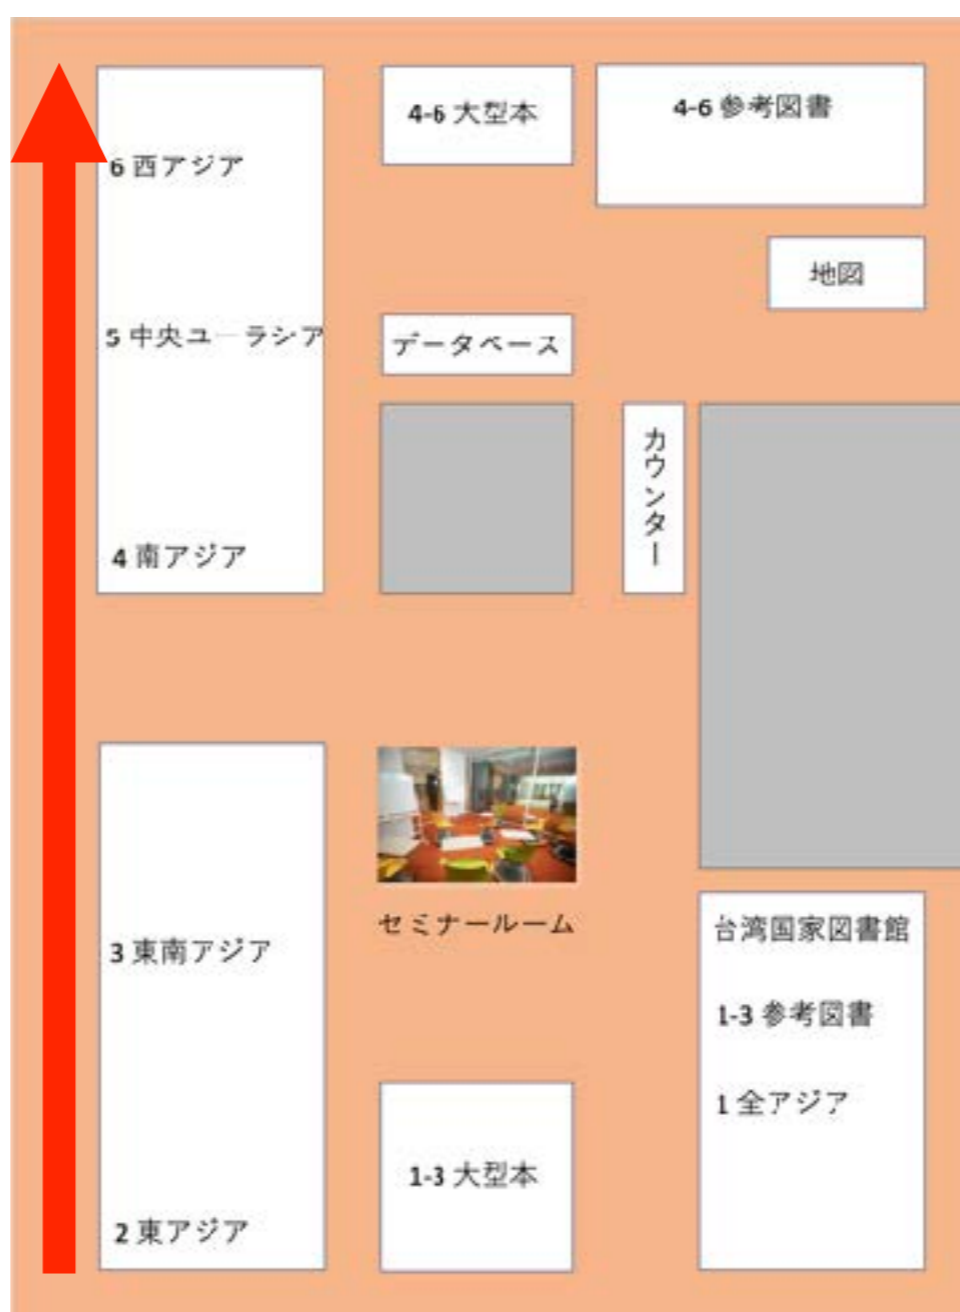 4-6 大型本
4-6 参考図書
6 西アジア
地図
5 中央ユーラシア
データベース
カウンター
4 南アジア
セミナールーム
台湾国家図書館
3 東南アジア
1-3 参考図書
1 全アジア
1-3 大型本
2 東アジア